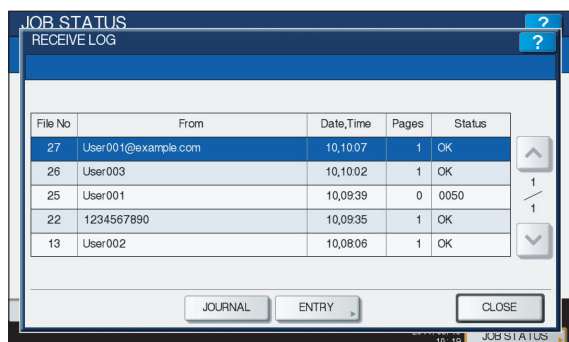 JOB STATUS ?
RECEIVE LOG ?
File No From Date,Time Pages Status
27 User001@example.com 10,10:07 1 OK
26 User003 10,10:02 1 OK
25 User001 10,09:39 0 0050
22 1234567890 10,09:35 1 OK
13 User002 10,08:06 1 OK
1
1
JOURNAL ENTRY CLOSE
10:19 JOB STATUS